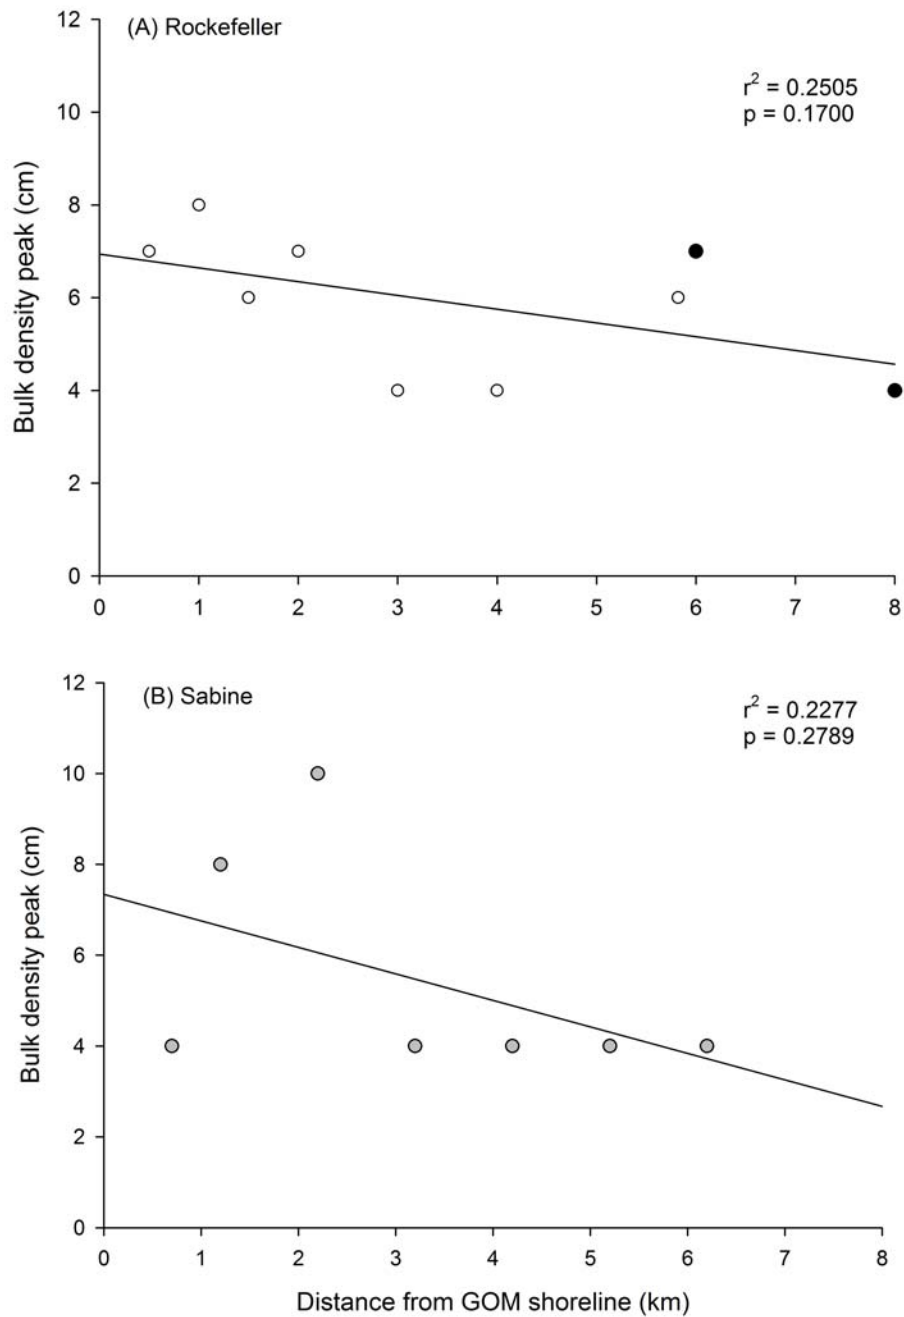 (A) Rockefeller
r² = 0.2505
p = 0.1700
Bulk density peak (cm)
12
10
8
6
4
2
0
0 1 2 3 4 5 6 7 8
(B) Sabine
r² = 0.2277
p = 0.2789
Bulk density peak (cm)
12
10
8
6
4
2
0
0 1 2 3 4 5 6 7 8
Distance from GOM shoreline (km)